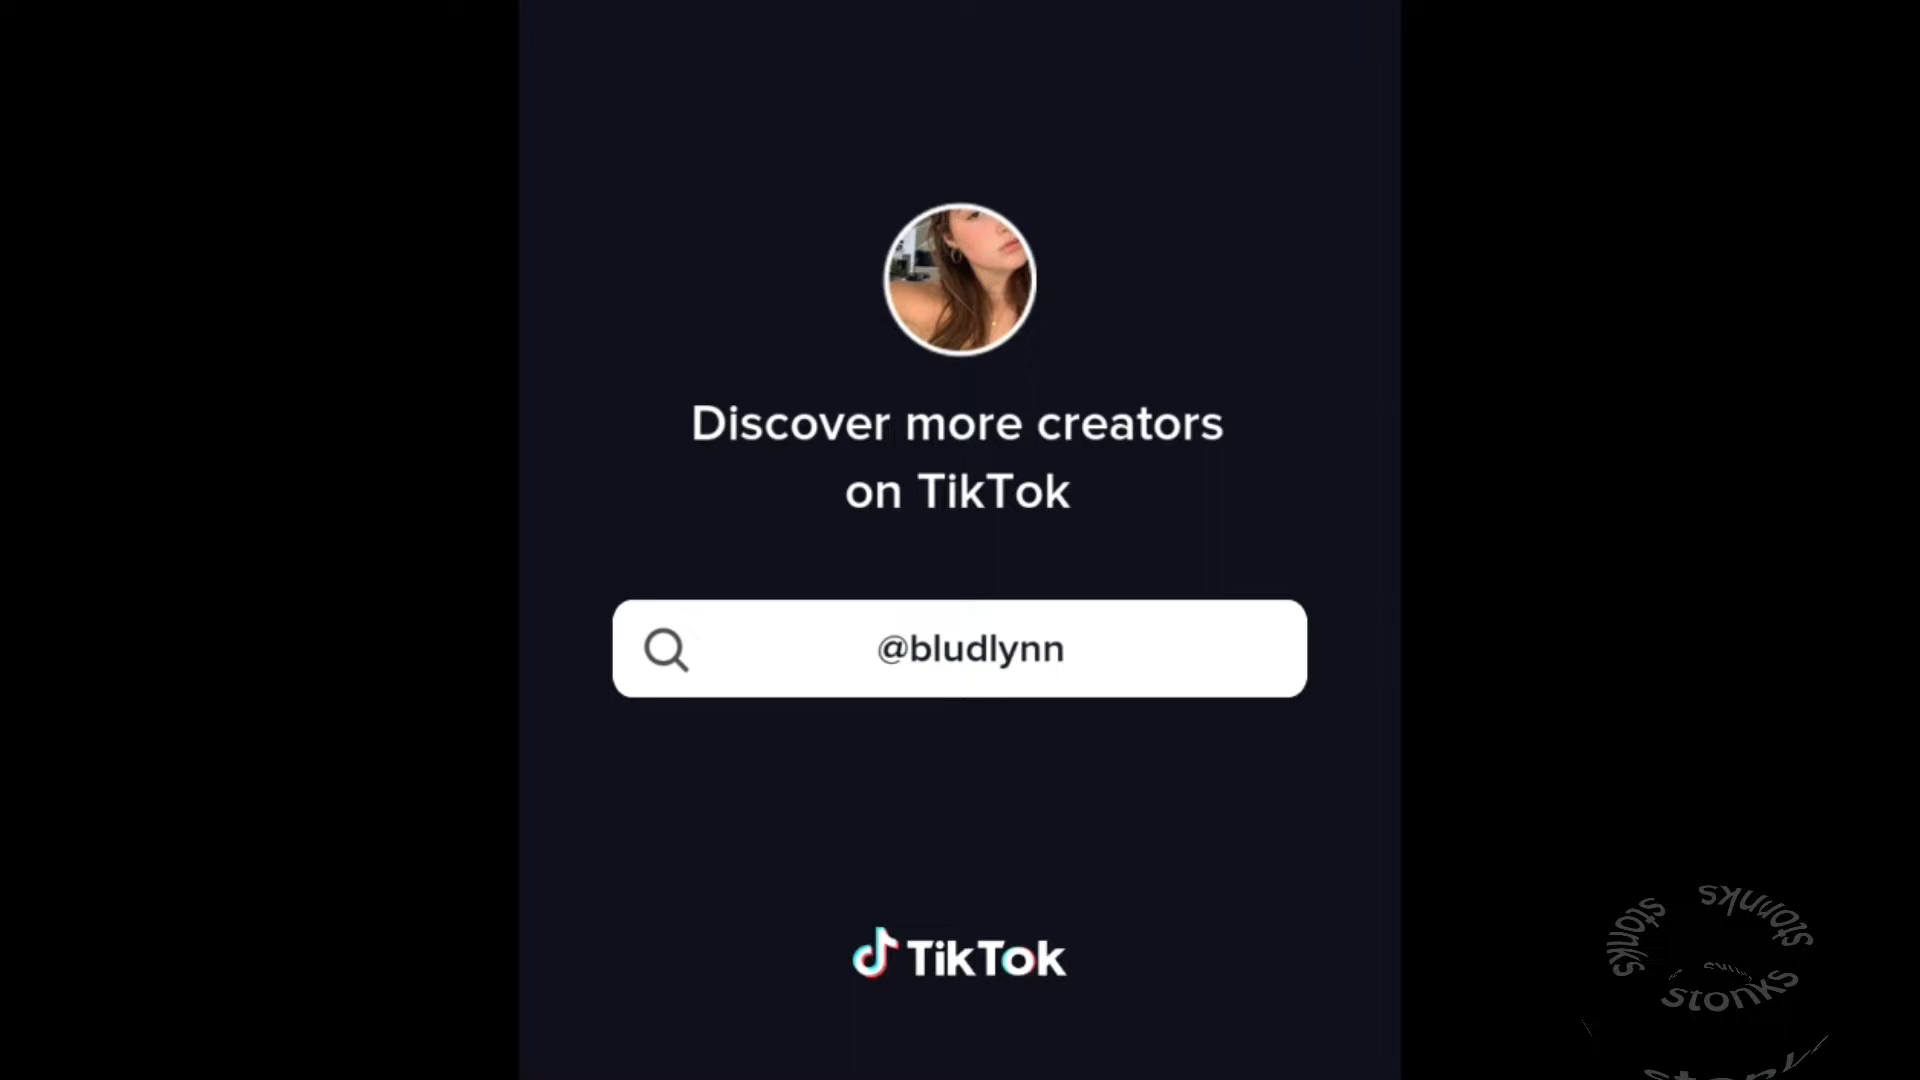 Discover more creators
on TikTok
@bludlynn
TikTok
stonks
stonks
stonks